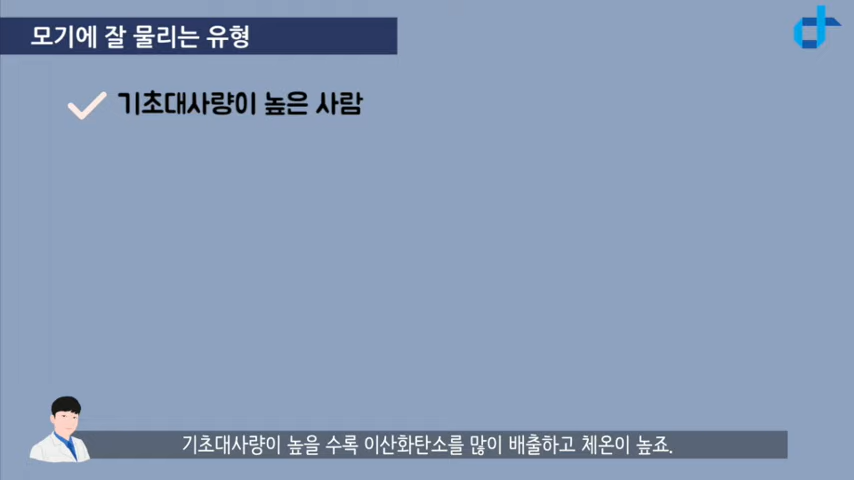 모기에 잘 물리는 유형
기초대사량이 높은 사람
기초대사량이 높을 수록 이산화탄소를 많이 배출하고 체온이 높죠.